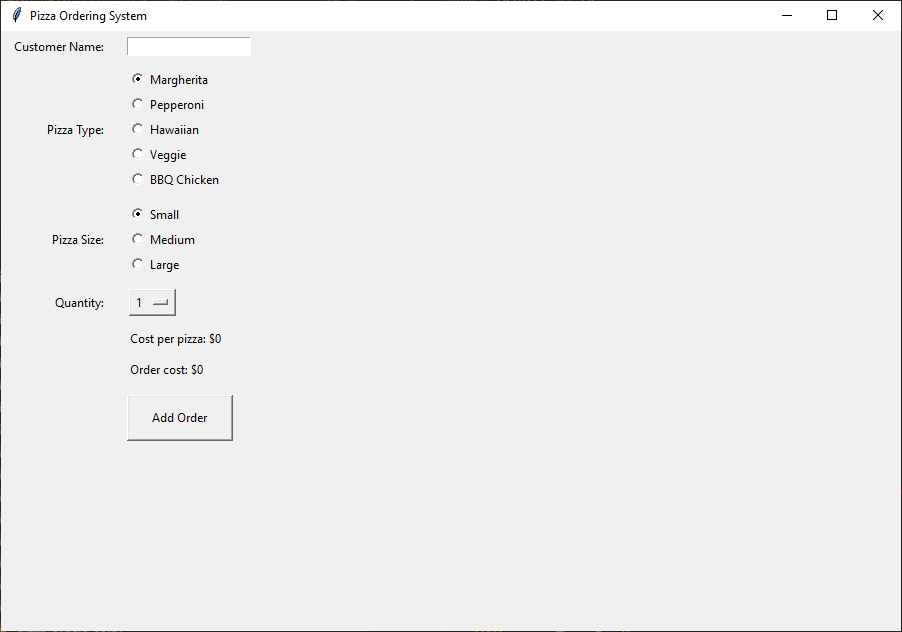 Pizza Ordering System
Customer Name:
Margherita
Pepperoni
Pizza Type:
Hawaiian
Veggie
BBQ Chicken
Small
Pizza Size:
Medium
Large
Quantity:
1
Cost per pizza: $0
Order cost: $0
Add Order